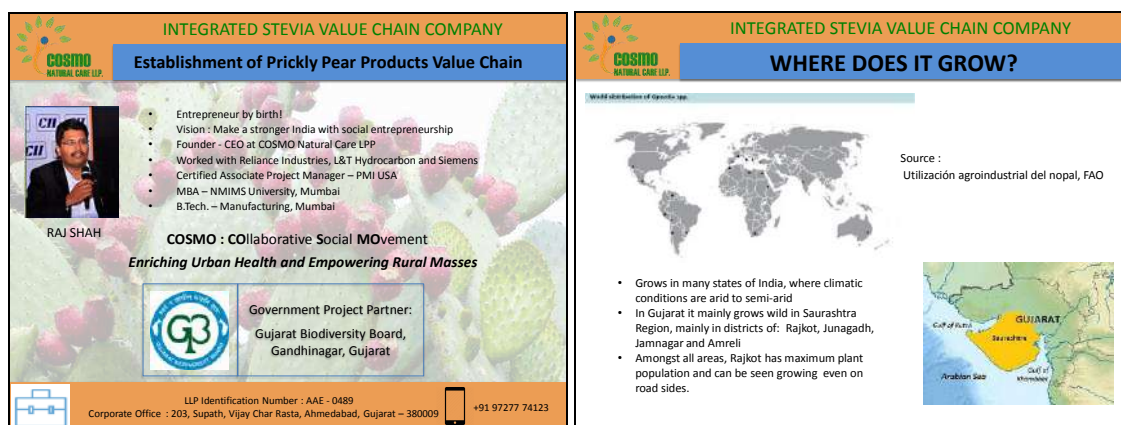 INTEGRATED STEVIA VALUE CHAIN COMPANY
COSMO
NATURAL CARE LLP.
Establishment of Prickly Pear Products Value Chain
CII
CII
RAJ SHAH
• Entrepreneur by birth!
• Vision : Make a stronger India with social entrepreneurship
• Founder - CEO at COSMO Natural Care LPP
• Worked with Reliance Industries, L&T Hydrocarbon and Siemens
• Certified Associate Project Manager – PMI USA
• MBA – NMIMS University, Mumbai
• B.Tech. – Manufacturing, Mumbai
COSMO : COllaborative Social MOvement
Enriching Urban Health and Empowering Rural Masses
Government Project Partner:
Gujarat Biodiversity Board,
Gandhinagar, Gujarat
LLP Identification Number : AAE - 0489
Corporate Office : 203, Supath, Vijay Char Rasta, Ahmedabad, Gujarat – 380009
+91 97277 74123
INTEGRATED STEVIA VALUE CHAIN COMPANY
COSMO
NATURAL CARE LLP.
WHERE DOES IT GROW?
World distribution of Opuntia spp.
Source :
Utilización agroindustrial del nopal, FAO
• Grows in many states of India, where climatic
conditions are arid to semi-arid
• In Gujarat it mainly grows wild in Saurashtra
Region, mainly in districts of: Rajkot, Junagadh,
Jamnagar and Amreli
• Amongst all areas, Rajkot has maximum plant
population and can be seen growing even on
road sides.
GUJARAT
Gulf of Kutch
Saurashtra
Arabian Sea
Gulf of
Khambhat